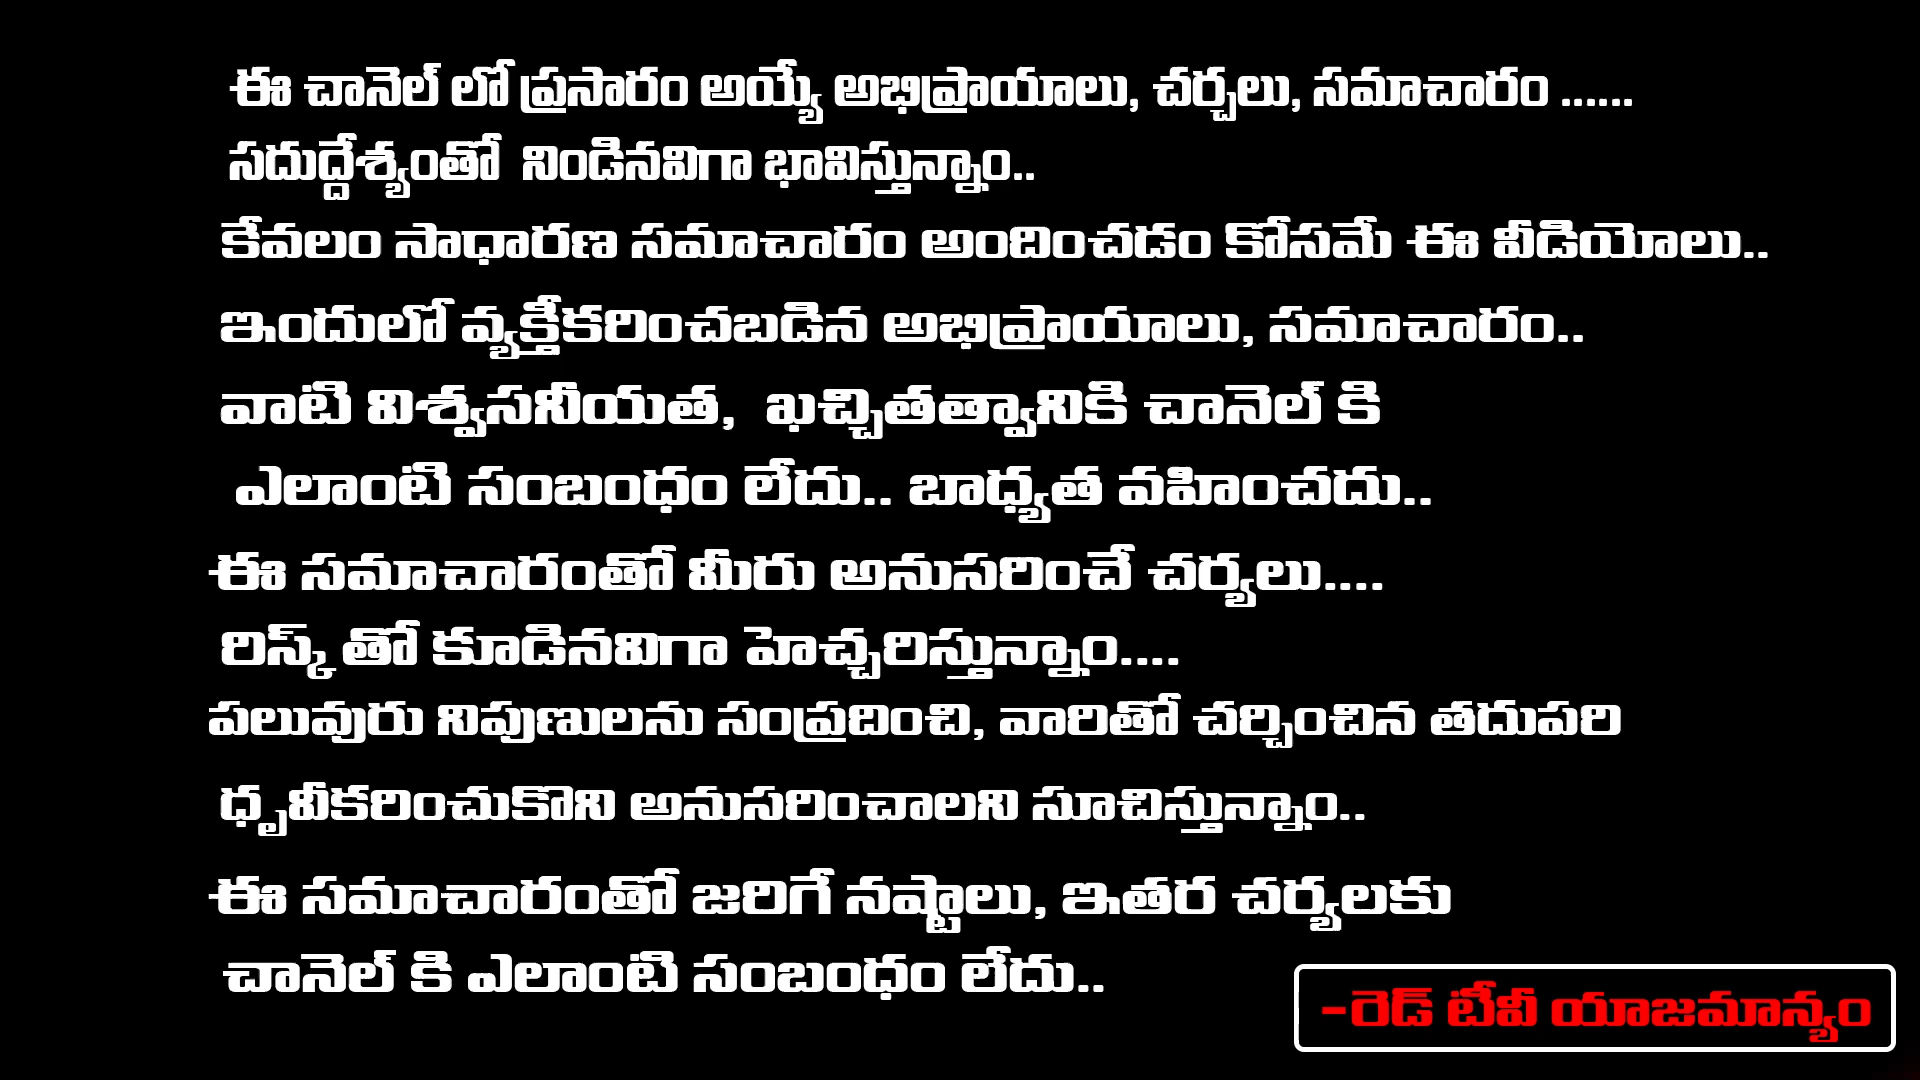 ఈ చానెల్ లో ప్రసారం అయ్యే అభిప్రాయాలు, చర్చలు, సమాచారం ......
సదుద్దేశ్యంతో నిండినవిగా భావిస్తున్నాం..
కేవలం సాధారణ సమాచారం అందించడం కోసమే ఈ వీడియోలు..
ఇందులో వ్యక్తీకరించబడిన అభిప్రాయాలు, సమాచారం..
వాటి విశ్వసనీయత, ఖచ్చితత్వానికి చానెల్ కి
ఎలాంటి సంబంధం లేదు.. బాధ్యత వహించదు..
ఈ సమాచారంతో మీరు అనుసరించే చర్యలు....
రిస్క్ తో కూడినవిగా హెచ్చరిస్తున్నాం....
పలువురు నిపుణులను సంప్రదించి, వారితో చర్చించిన తదుపరి
ధృవీకరించుకొని అనుసరించాలని సూచిస్తున్నాం..
ఈ సమాచారంతో జరిగే నష్టాలు, ఇతర చర్యలకు
చానెల్ కి ఎలాంటి సంబంధం లేదు..
-రెడ్ టీవీ యాజమాన్యం